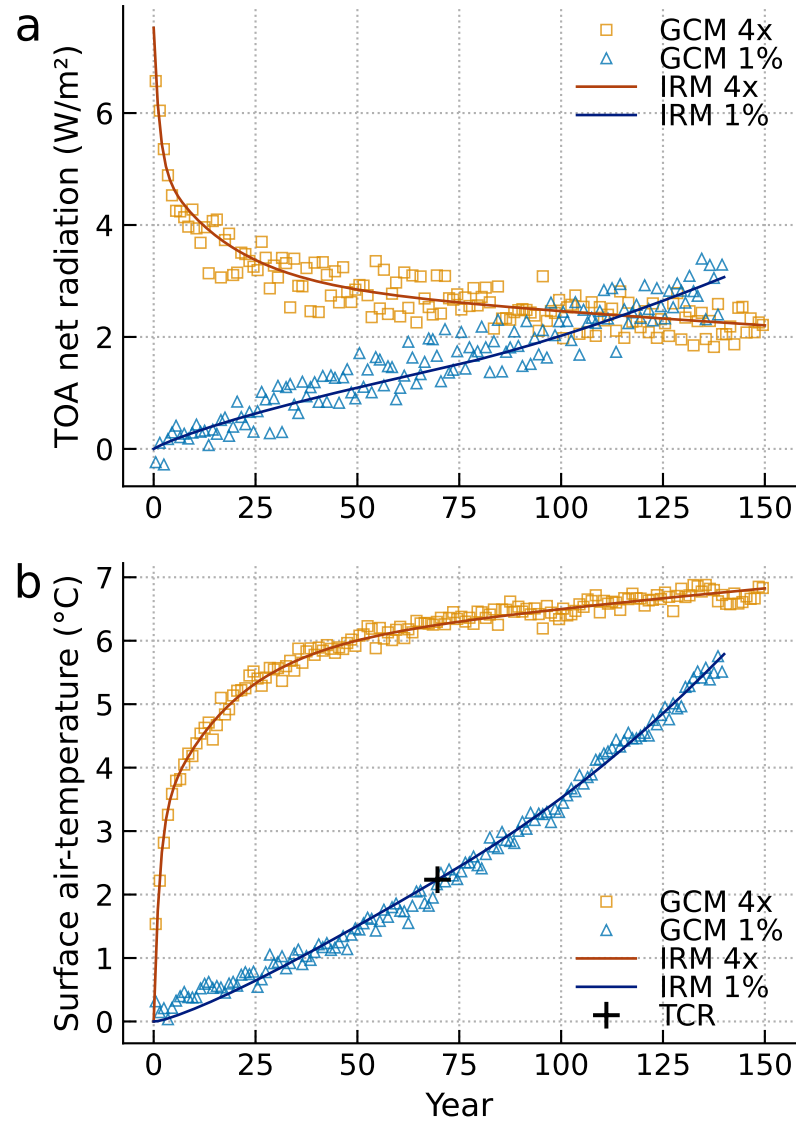 a
TOA net radiation (W/m²)
6
4
2
0
0 25 50 75 100 125 150
GCM 4x
GCM 1%
IRM 4x
IRM 1%
b
Surface air-temperature (°C)
7
6
5
4
3
2
1
0
0 25 50 75 100 125 150
GCM 4x
GCM 1%
IRM 4x
IRM 1%
TCR
Year